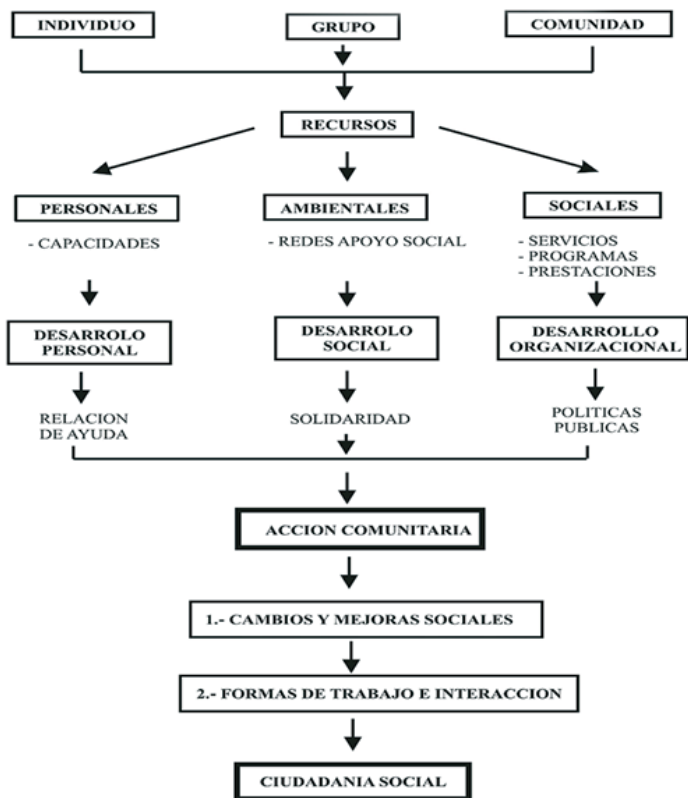 INDIVIDUO
GRUPO
COMUNIDAD
RECURSOS
PERSONALES
AMBIENTALES
SOCIALES
- CAPACIDADES
- REDES APOYO SOCIAL
- SERVICIOS
- PROGRAMAS
- PRESTACIONES
DESARROLO
PERSONAL
DESARROLO
SOCIAL
DESARROLLO
ORGANIZACIONAL
RELACION
DE AYUDA
SOLIDARIDAD
POLITICAS
PUBLICAS
ACCION COMUNITARIA
1.- CAMBIOS Y MEJORAS SOCIALES
2.- FORMAS DE TRABAJO E INTERACCION
CIUDADANIA SOCIAL